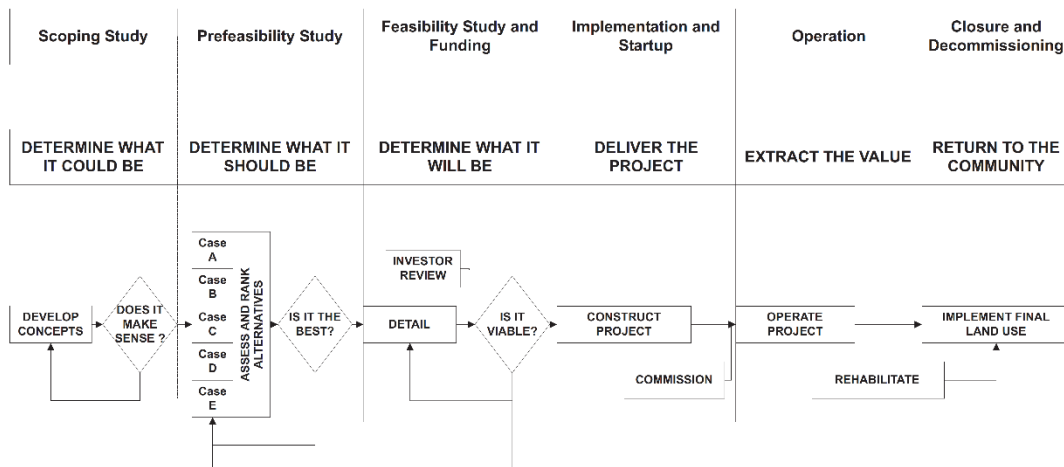 Scoping Study
Prefeasibility Study
Feasibility Study and
Funding
Implementation and
Startup
Operation
Closure and
Decommissioning
DETERMINE WHAT
IT COULD BE
DETERMINE WHAT IT
SHOULD BE
DETERMINE WHAT IT
WILL BE
DELIVER THE
PROJECT
EXTRACT THE VALUE
RETURN TO THE
COMMUNITY
DEVELOP
CONCEPTS
DOES IT
MAKE
SENSE ?
Case
A
Case
B
Case
C
Case
D
Case
E
ASSESS AND RANK
ALTERNATIVES
IS IT THE
BEST?
INVESTOR
REVIEW
DETAIL
IS IT
VIABLE?
CONSTRUCT
PROJECT
COMMISSION
OPERATE
PROJECT
REHABILITATE
IMPLEMENT FINAL
LAND USE